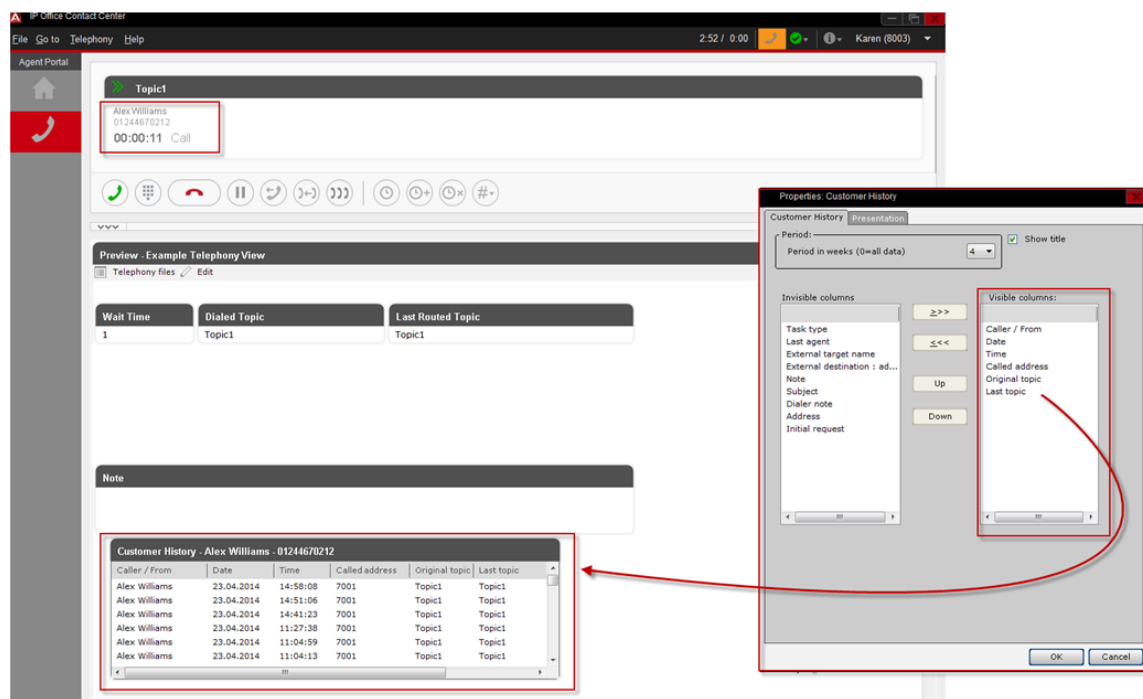 IP Office Contact Center
File Go to Telephony Help
2:52 / 0:00
Karen (8003)
Agent Portal
Topic1
Alex Williams
01244670212
00:00:11 Call
Preview - Example Telephony View
Telephony files Edit
Wait Time Dialed Topic Last Routed Topic
1 Topic1 Topic1
Note
Customer History - Alex Williams - 01244670212
Caller / From Date Time Called address Original topic Last topic
Alex Williams 23.04.2014 14:58:08 7001 Topic1 Topic1
Alex Williams 23.04.2014 14:51:06 7001 Topic1 Topic1
Alex Williams 23.04.2014 14:41:23 7001 Topic1 Topic1
Alex Williams 23.04.2014 11:27:38 7001 Topic1 Topic1
Alex Williams 23.04.2014 11:04:59 7001 Topic1 Topic1
Alex Williams 23.04.2014 11:04:13 7001 Topic1 Topic1
Properties: Customer History
Customer History Presentation
Period:
Period in weeks (0=all data) 4
Show title
Invisible columns
Task type
Last agent
External target name
External destination : ad...
Note
Subject
Dialer note
Address
Initial request
≥>>
≤<<
Up
Down
Visible columns:
Caller / From
Date
Time
Called address
Original topic
Last topic
OK Cancel